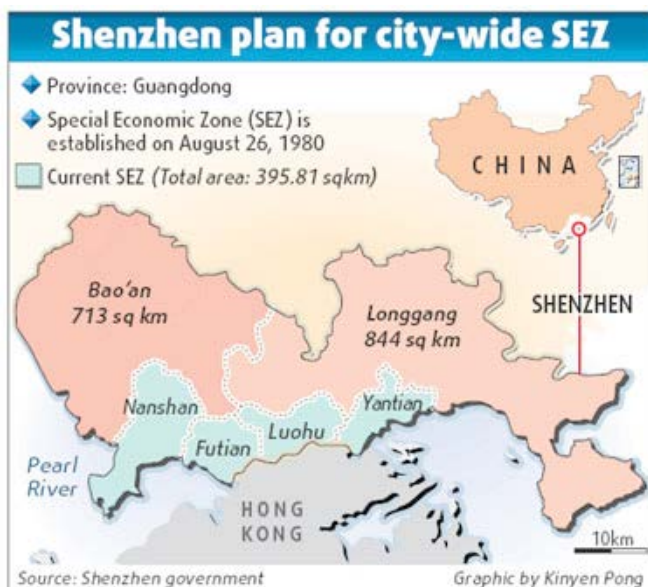 Shenzhen plan for city-wide SEZ
Province: Guangdong
Special Economic Zone (SEZ) is
established on August 26, 1980
Current SEZ (Total area: 395.81 sqkm)
CHINA
SHENZHEN
Bao'an
713 sq km
Longgang
844 sq km
Nanshan
Futian
Luohu
Yantian
Pearl
River
HONG
KONG
10km
Source: Shenzhen government
Graphic by Kinyen Pong